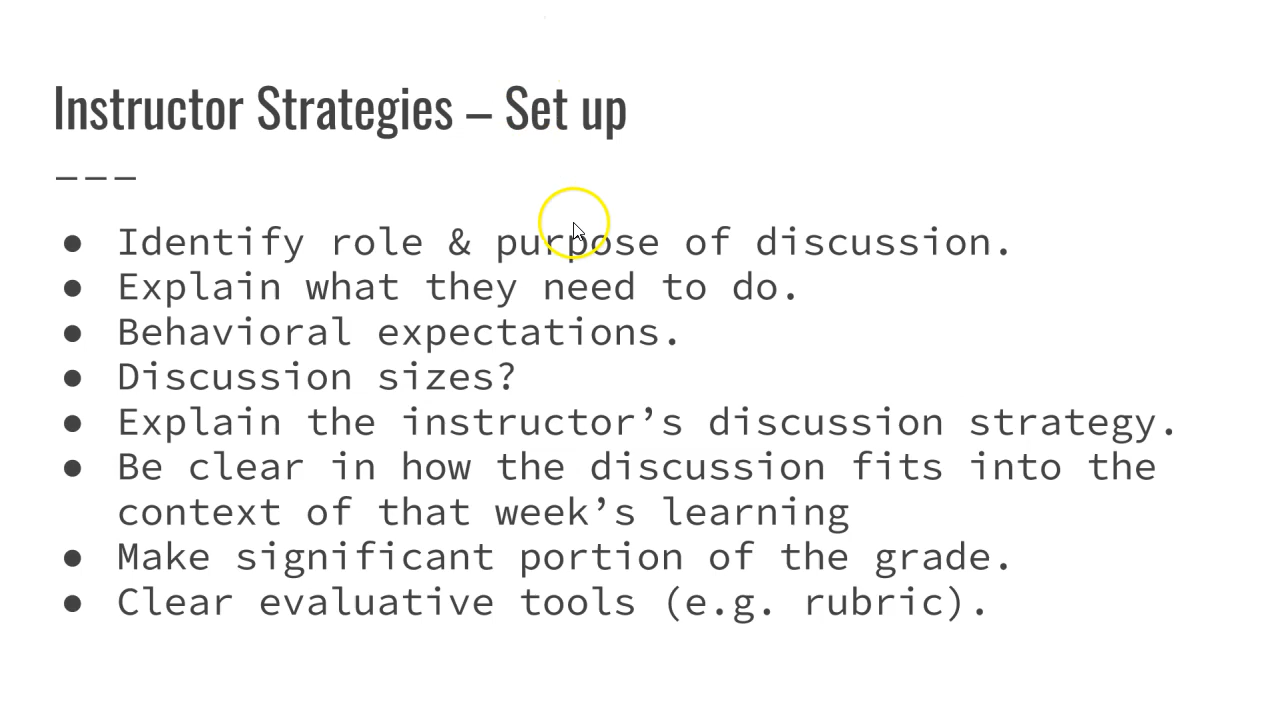 Instructor Strategies – Set up
● Identify role & purpose of discussion.
● Explain what they need to do.
● Behavioral expectations.
● Discussion sizes?
● Explain the instructor’s discussion strategy.
● Be clear in how the discussion fits into the
context of that week’s learning
● Make significant portion of the grade.
● Clear evaluative tools (e.g. rubric).